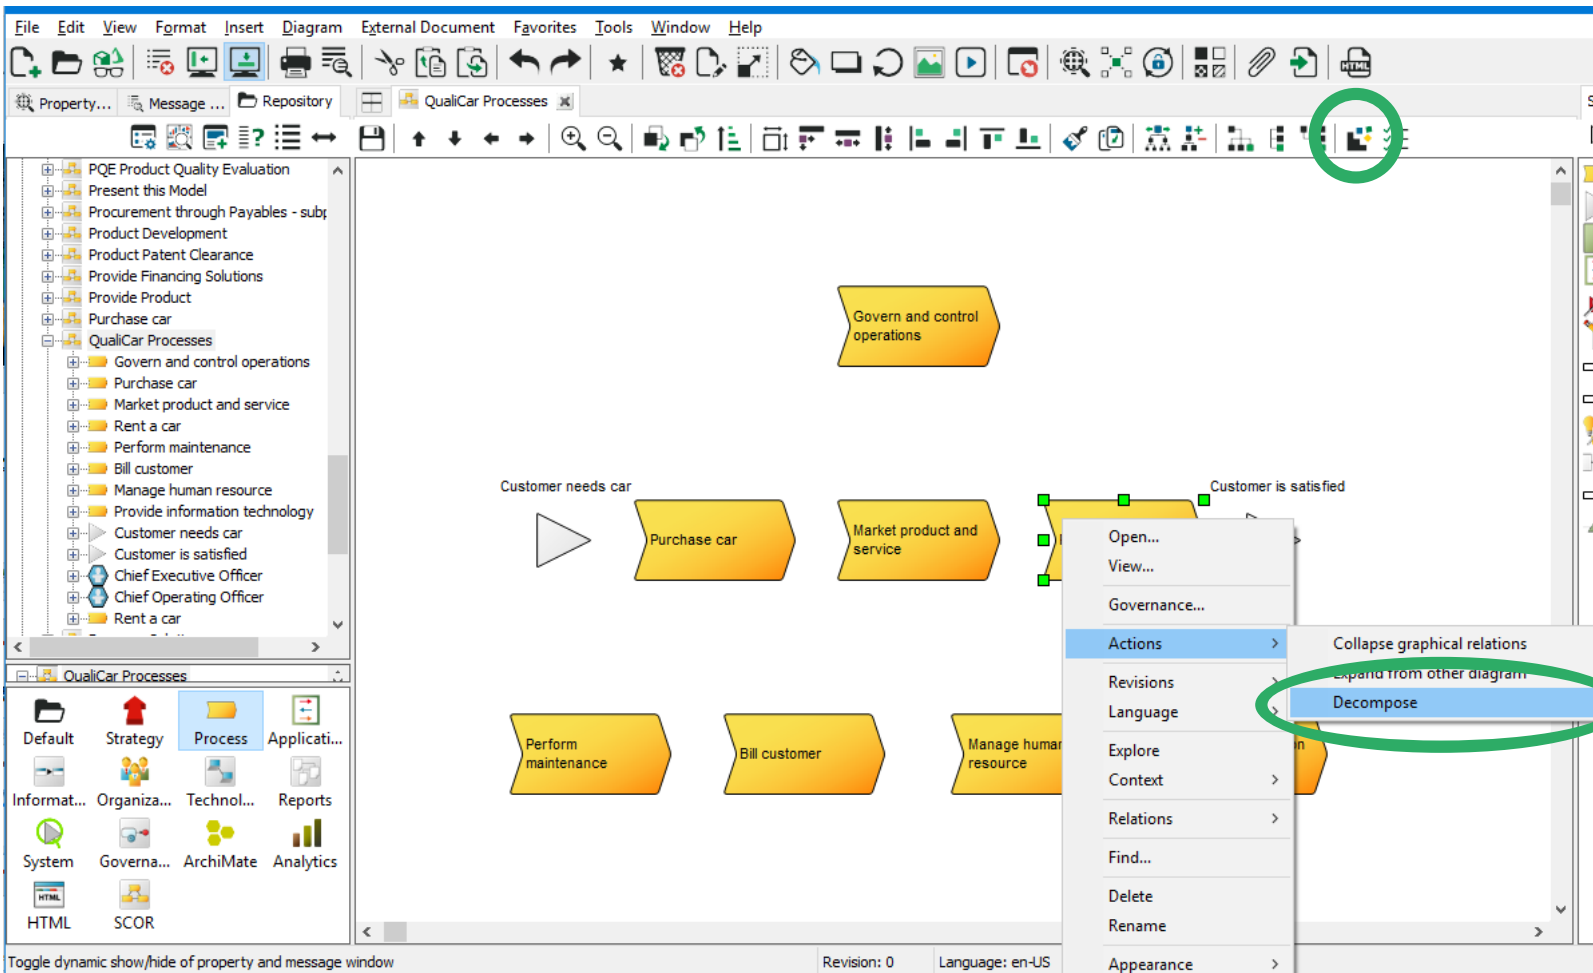 File Edit View Format Insert Diagram External Document Favorites Tools Window Help
Property... Message ... Repository QualiCar Processes
PQE Product Quality Evaluation
Present this Model
Procurement through Payables - subp
Product Development
Product Patent Clearance
Provide Financing Solutions
Provide Product
Purchase car
QualiCar Processes
Govern and control operations
Purchase car
Market product and service
Rent a car
Perform maintenance
Bill customer
Manage human resource
Provide information technology
Customer needs car
Customer is satisfied
Chief Executive Officer
Chief Operating Officer
Rent a car
QualiCar Processes
Default Strategy Process Applicati...
Informat... Organiza... Technol... Reports
System Governa... ArchiMate Analytics
HTML
HTML SCOR
Govern and control
operations
Customer needs car
Purchase car
Market product and
service
Customer is satisfied
Perform
maintenance
Bill customer
Manage human
resource
Open...
View...
Governance...
Actions
Revisions
Language
Explore
Context
Relations
Find...
Delete
Rename
Appearance
Collapse graphical relations
Expand from other diagram
Decompose
Toggle dynamic show/hide of property and message window
Revision: 0 Language: en-US